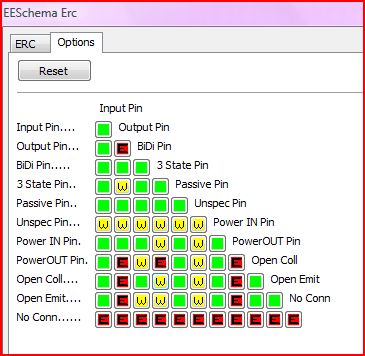 EESchema Erc
ERC Options
Reset
Input Pin
Input Pin.... Output Pin
Output Pin... E BiDi Pin
BiDi Pin..... 3 State Pin
3 State Pin.. W Passive Pin
Passive Pin.. Unspec Pin
Unspec Pin... W W W W W W Power IN Pin
Power IN Pin. W PowerOUT Pin
PowerOUT Pin. E W E W E Open Coll
Open Coll.... E W E Open Emit
Open Emit.... E W W E No Conn
No Conn...... E E E E E E E E E E E